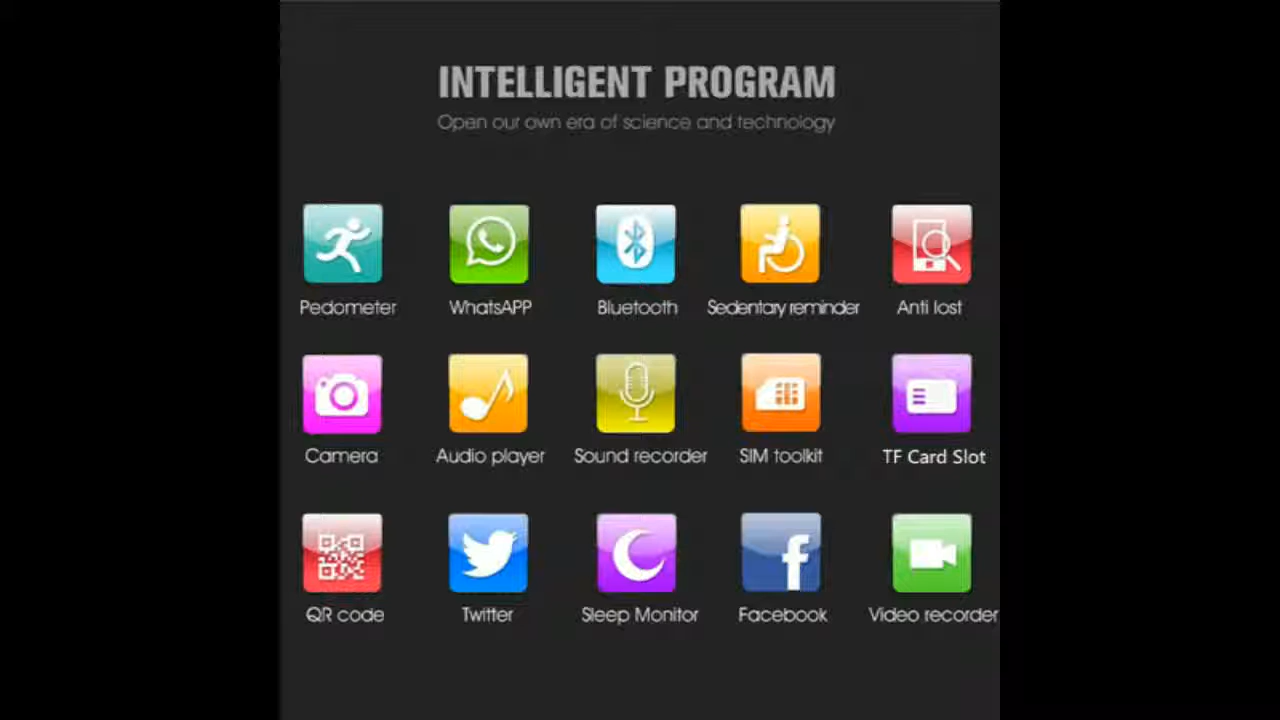 INTELLIGENT PROGRAM
Open our own era of science and technology
Pedometer WhatsAPP Bluetooth Sedentary reminder Anti lost
Camera Audio player Sound recorder SIM toolkit TF Card Slot
QR code Twitter Sleep Monitor Facebook Video recorder